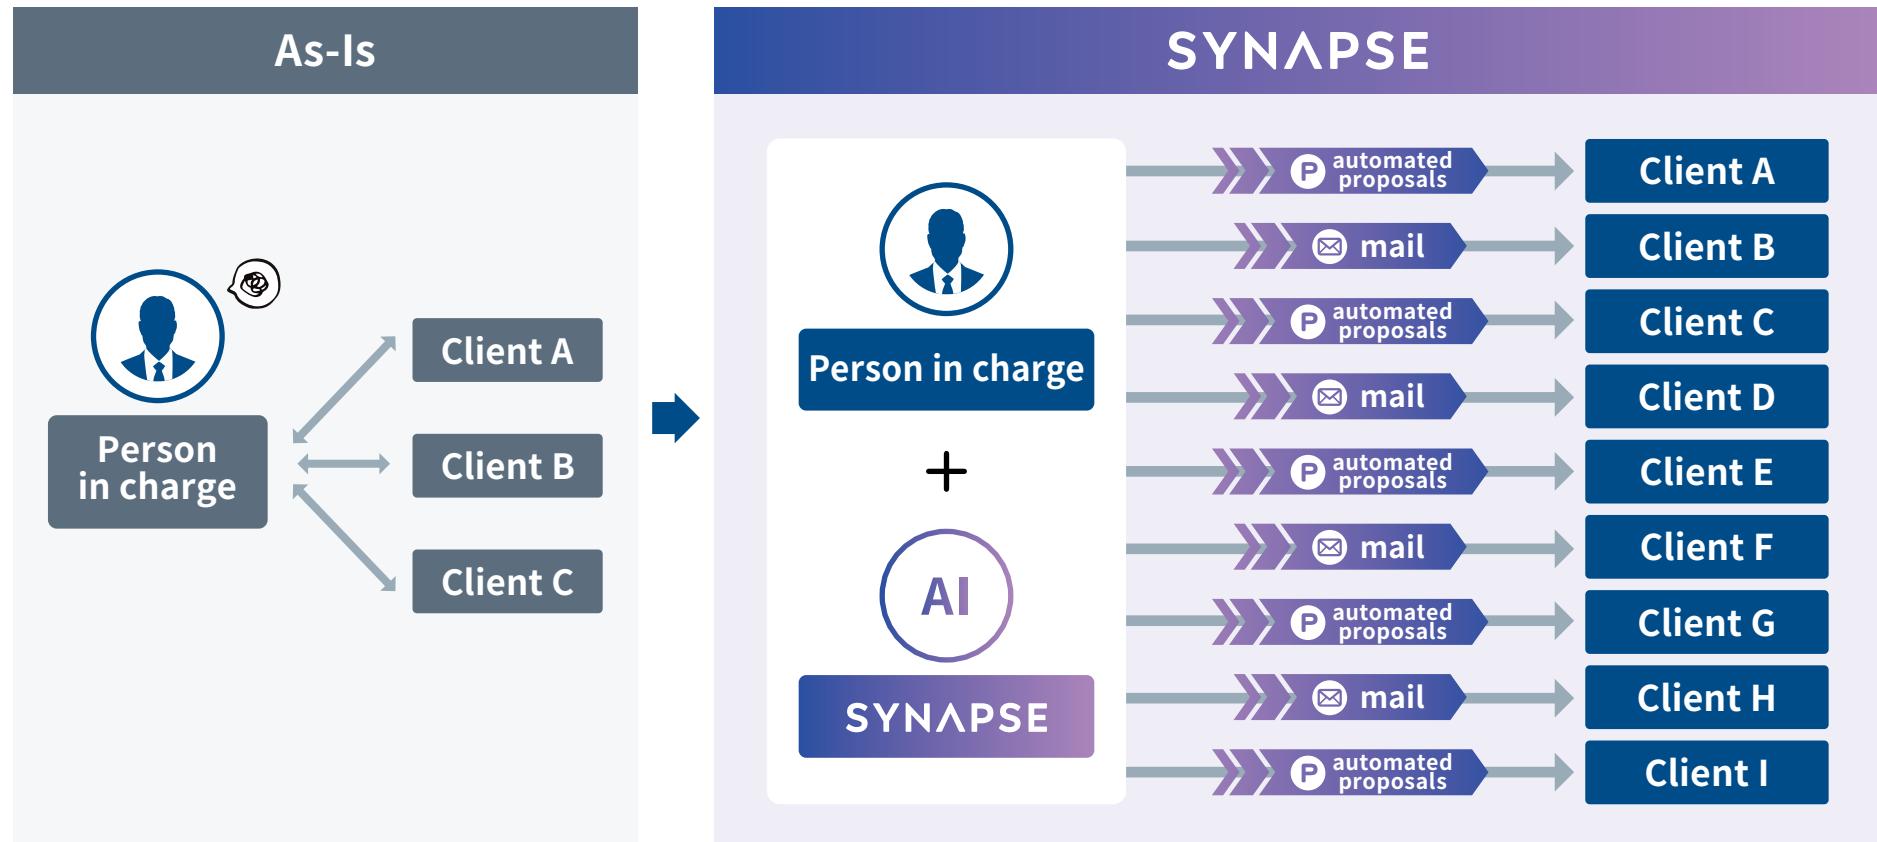 As-Is
Person
in charge
Client A
Client B
Client C
SYNAPSE
Person in charge
+
AI
SYNAPSE
P automated
proposals
Client A
mail
Client B
P automated
proposals
Client C
mail
Client D
P automated
proposals
Client E
mail
Client F
P automated
proposals
Client G
mail
Client H
P automated
proposals
Client I